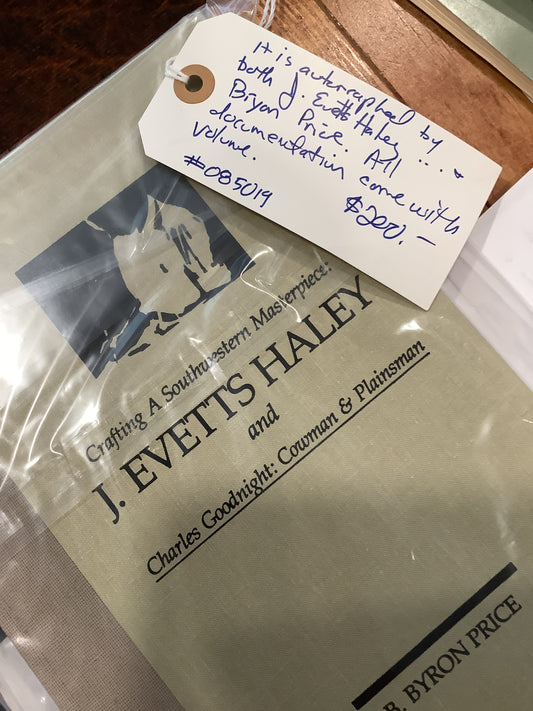 It is autographed by
both J. Evetts Haley ... &
Bryon Price. All
documentation come with
volume.
#085019
$200.-
Crafting A Southwestern Masterpiece:
J. EVETTS HALEY
and
Charles Goodnight: Cowman & Plainsman
B. BYRON PRICE